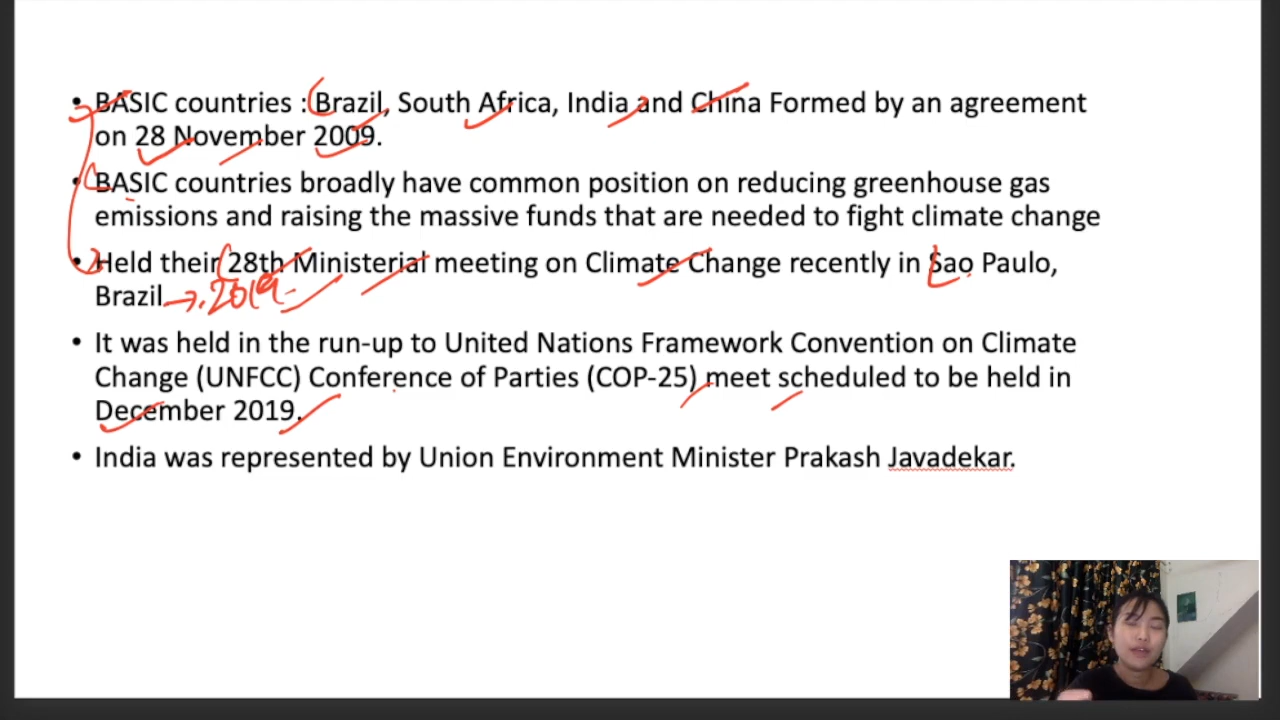 • BASIC countries : Brazil, South Africa, India and China Formed by an agreement
on 28 November 2009.
• BASIC countries broadly have common position on reducing greenhouse gas
emissions and raising the massive funds that are needed to fight climate change
• Held their 28th Ministerial meeting on Climate Change recently in Sao Paulo,
Brazil → 2019
• It was held in the run-up to United Nations Framework Convention on Climate
Change (UNFCC) Conference of Parties (COP-25) meet scheduled to be held in
December 2019.
• India was represented by Union Environment Minister Prakash Javadekar.